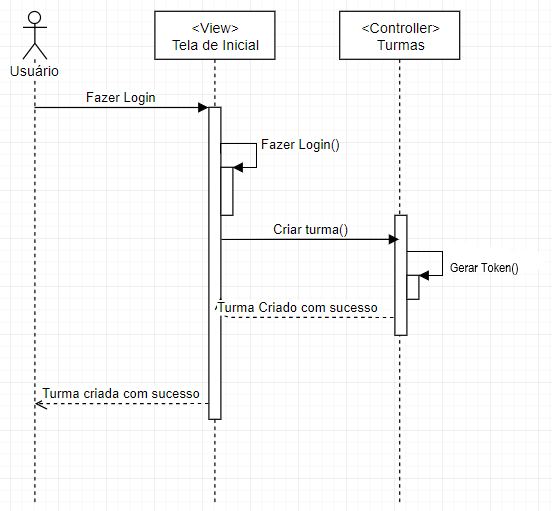 <View>
Tela de Inicial
<Controller>
Turmas
Usuário
Fazer Login
Fazer Login()
Criar turma()
Gerar Token()
Turma Criado com sucesso
Turma criada com sucesso